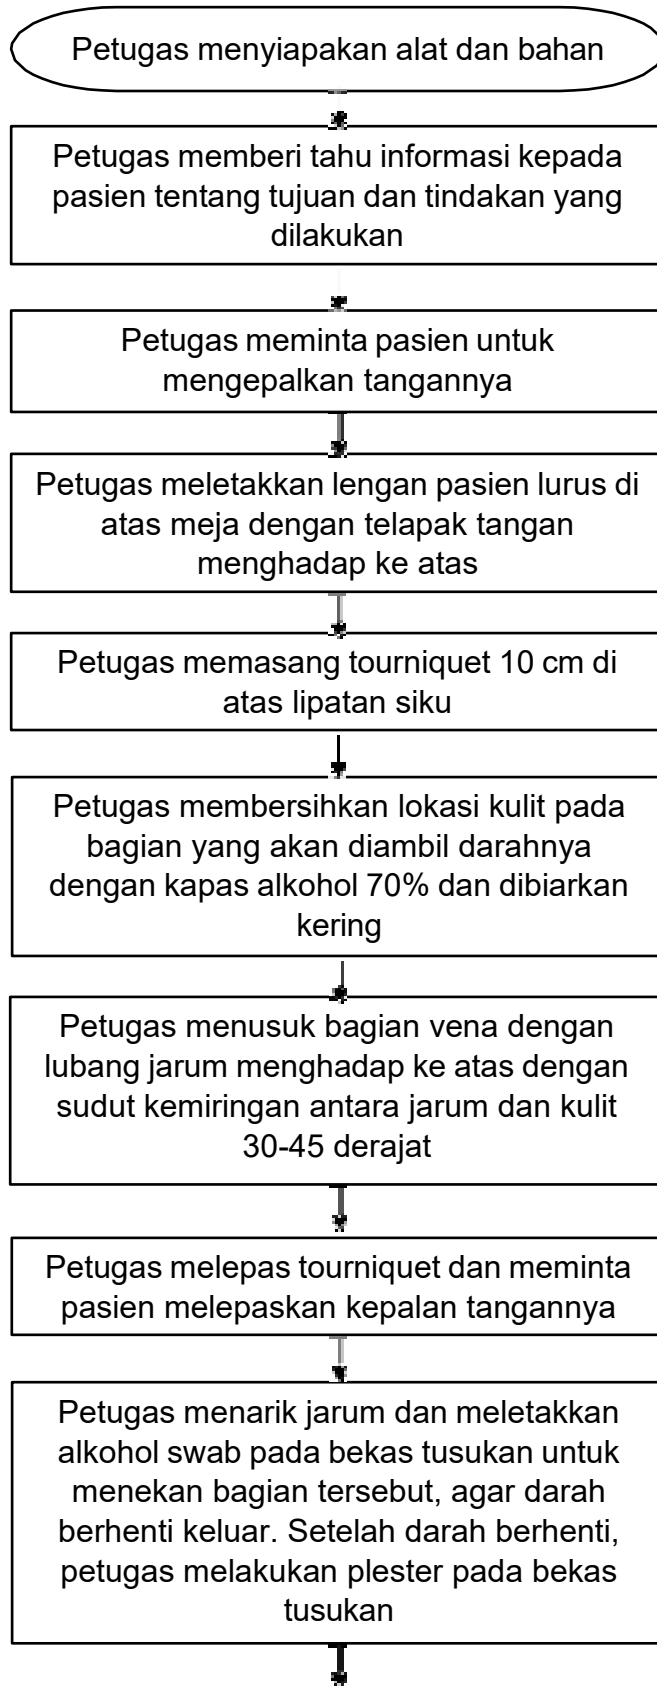 Petugas menyiapakan alat dan bahan
Petugas memberi tahu informasi kepada
pasien tentang tujuan dan tindakan yang
dilakukan
Petugas meminta pasien untuk
mengepalkan tangannya
Petugas meletakkan lengan pasien lurus di
atas meja dengan telapak tangan
menghadap ke atas
Petugas memasang tourniquet 10 cm di
atas lipatan siku
Petugas membersihkan lokasi kulit pada
bagian yang akan diambil darahnya
dengan kapas alkohol 70% dan dibiarkan
kering
Petugas menusuk bagian vena dengan
lubang jarum menghadap ke atas dengan
sudut kemiringan antara jarum dan kulit
30-45 derajat
Petugas melepas tourniquet dan meminta
pasien melepaskan kepalan tangannya
Petugas menarik jarum dan meletakkan
alkohol swab pada bekas tusukan untuk
menekan bagian tersebut, agar darah
berhenti keluar. Setelah darah berhenti,
petugas melakukan plester pada bekas
tusukan